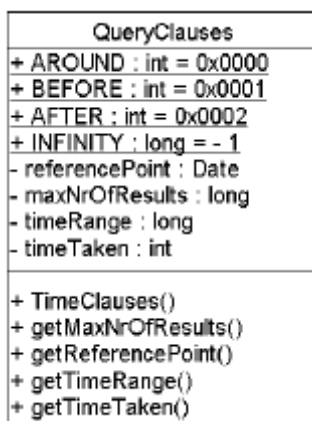 QueryClauses
+ AROUND : int = 0x0000
+ BEFORE : int = 0x0001
+ AFTER : int = 0x0002
+ INFINITY : long = - 1
- referencePoint : Date
- maxNrOfResults : long
- timeRange : long
- timeTaken : int
+ TimeClauses()
+ getMaxNrOfResults()
+ getReferencePoint()
+ getTimeRange()
+ getTimeTaken()